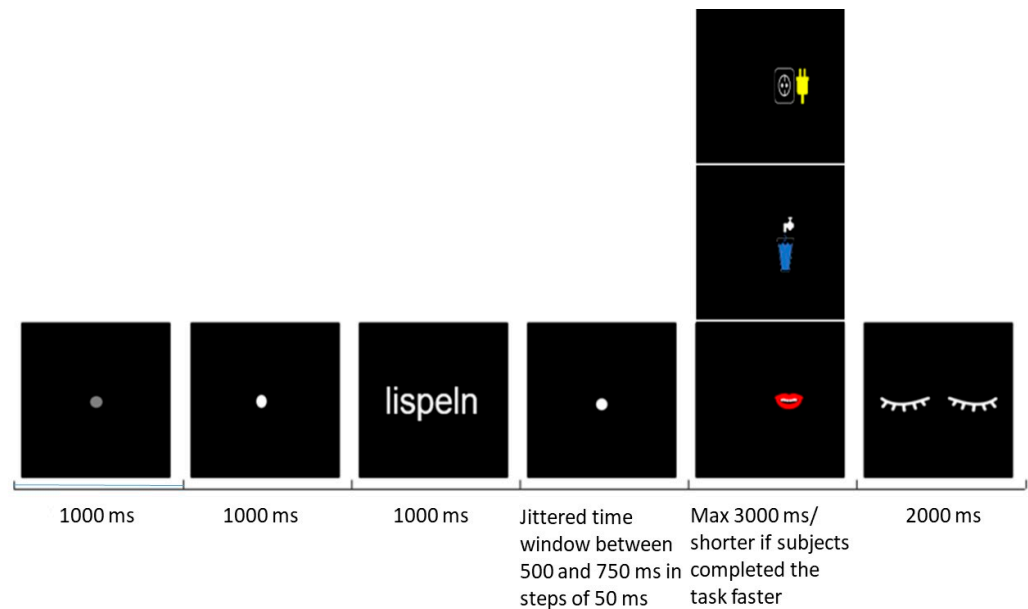 lispeln
1000 ms
1000 ms
1000 ms
Jittered time
window between
500 and 750 ms in
steps of 50 ms
Max 3000 ms/
shorter if subjects
completed the
task faster
2000 ms